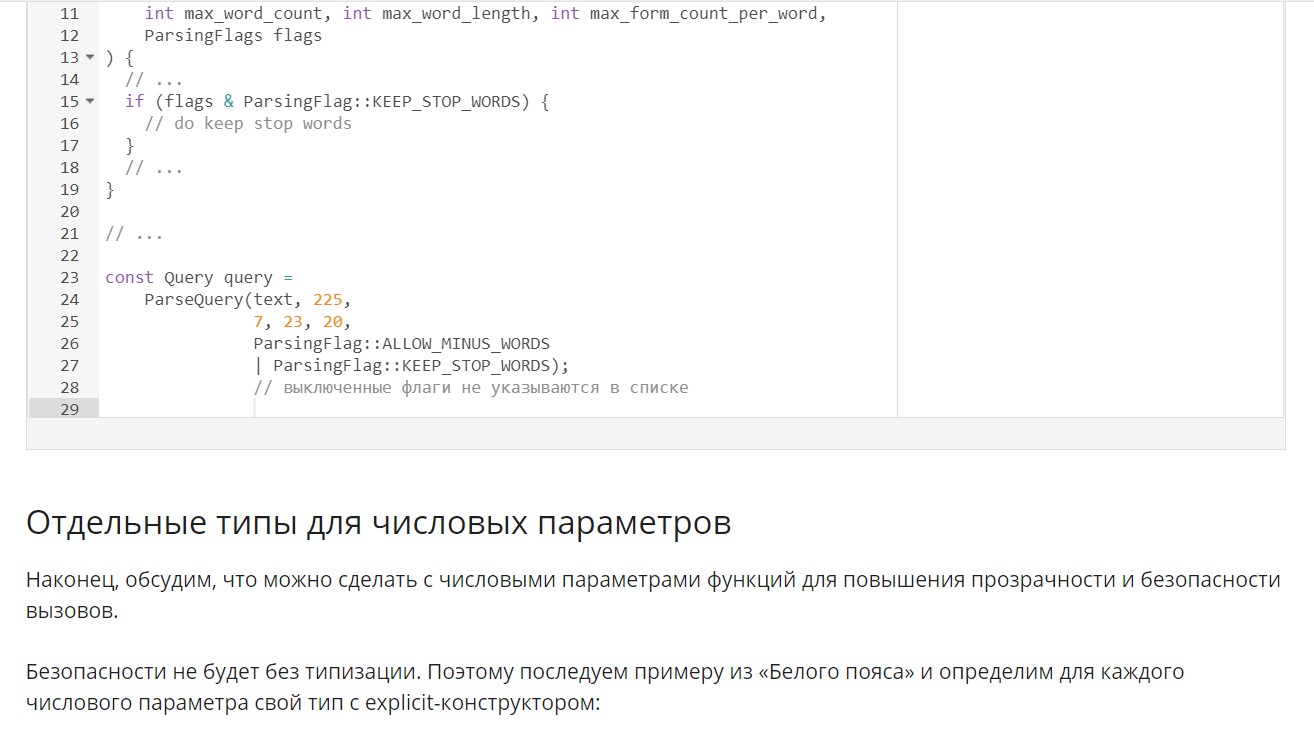 11 int max_word_count, int max_word_length, int max_form_count_per_word,
12 ParsingFlags flags
13 ) {
14 // ...
15 if (flags & ParsingFlag::KEEP_STOP_WORDS) {
16 // do keep stop words
17 }
18 // ...
19 }
20
21 // ...
22
23 const Query query =
24 ParseQuery(text, 225,
25 7, 23, 20,
26 ParsingFlag::ALLOW_MINUS_WORDS
27 | ParsingFlag::KEEP_STOP_WORDS);
28 // выключенные флаги не указываются в списке
29
Отдельные типы для числовых параметров
Наконец, обсудим, что можно сделать с числовыми параметрами функций для повышения прозрачности и безопасности
вызовов.
Безопасности не будет без типизации. Поэтому последуем примеру из «Белого пояса» и определим для каждого
числового параметра свой тип с explicit-конструктором: